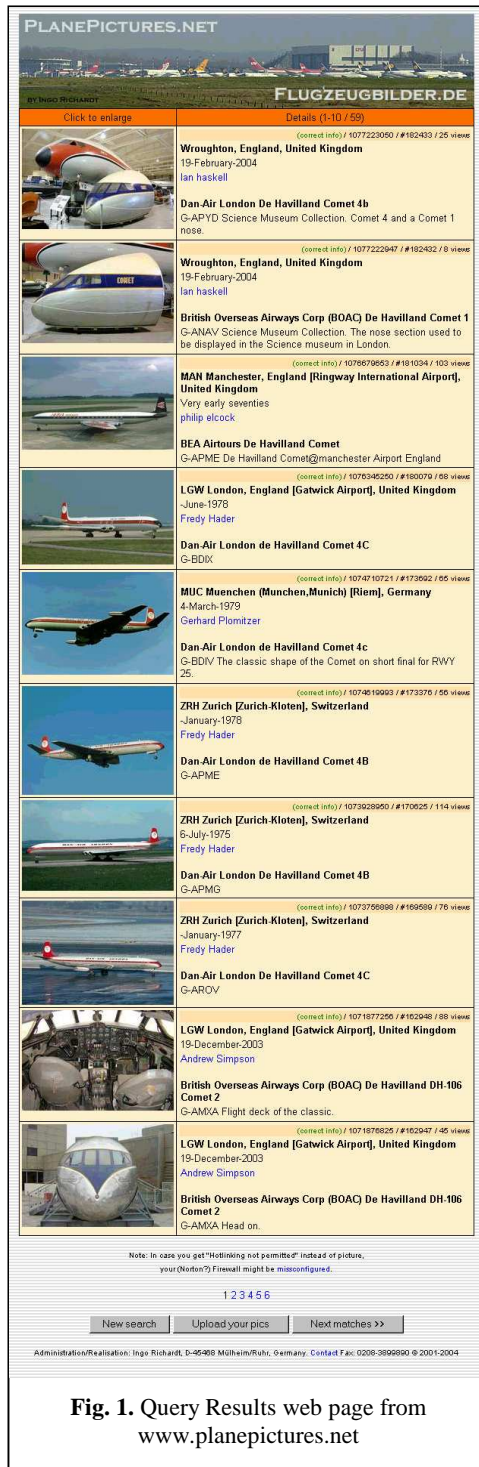 PLANEPICTURES.NET
BY INGO RICHARDT
FLUGZEUGBILDER.DE
Click to enlarge
Details (1-10 / 59)
(correct info) / 1077223050 / #182433 / 25 views
Wroughton, England, United Kingdom
19-February-2004
Ian haskell
Dan-Air London De Havilland Comet 4b
G-APYD Science Museum Collection. Comet 4 and a Comet 1
nose.
(correct info) / 1077222947 / #182432 / 8 views
Wroughton, England, United Kingdom
19-February-2004
Ian haskell
COMET
British Overseas Airways Corp (BOAC) De Havilland Comet 1
G-ANAV Science Museum Collection. The nose section used to
be displayed in the Science museum in London.
(correct info) / 1076679653 / #181034 / 103 views
MAN Manchester, England [Ringway International Airport],
United Kingdom
Very early seventies
philip elcock
BEA Airtours De Havilland Comet
G-APME De Havilland Comet@manchester Airport England
(correct info) / 1076345250 / #180079 / 68 views
LGW London, England [Gatwick Airport], United Kingdom
-June-1978
Fredy Hader
Dan-Air London de Havilland Comet 4C
G-BDIX
(correct info) / 1074710721 / #173692 / 65 views
MUC Muenchen (Munchen,Munich) [Riem], Germany
4-March-1979
Gerhard Plomitzer
Dan-Air London de Havilland Comet 4c
G-BDIV The classic shape of the Comet on short final for RWY
25.
(correct info) / 1074619993 / #173376 / 56 views
ZRH Zurich [Zurich-Kloten], Switzerland
-January-1978
Fredy Hader
Dan-Air London De Havilland Comet 4B
G-APME
(correct info) / 1073928950 / #170625 / 114 views
ZRH Zurich [Zurich-Kloten], Switzerland
6-July-1975
Fredy Hader
Dan-Air London De Havilland Comet 4B
G-APMG
(correct info) / 1073756898 / #169589 / 76 views
ZRH Zurich [Zurich-Kloten], Switzerland
-January-1977
Fredy Hader
Dan-Air London De Havilland Comet 4C
G-AROV
(correct info) / 1071877256 / #162948 / 88 views
LGW London, England [Gatwick Airport], United Kingdom
19-December-2003
Andrew Simpson
British Overseas Airways Corp (BOAC) De Havilland DH-106
Comet 2
G-AMXA Flight deck of the classic.
(correct info) / 1071876825 / #162947 / 45 views
LGW London, England [Gatwick Airport], United Kingdom
19-December-2003
Andrew Simpson
British Overseas Airways Corp (BOAC) De Havilland DH-106
Comet 2
G-AMXA Head on.
Note: In case you get "Hotlinking not permitted" instead of picture,
your (Norton?) Firewall might be missconfigured.
1 2 3 4 5 6
New search
Upload your pics
Next matches >>
Administration/Realisation: Ingo Richardt, D-45468 Mülheim/Ruhr, Germany. Contact Fax: 0208-3899890 © 2001-2004
Fig. 1. Query Results web page from
www.planepictures.net